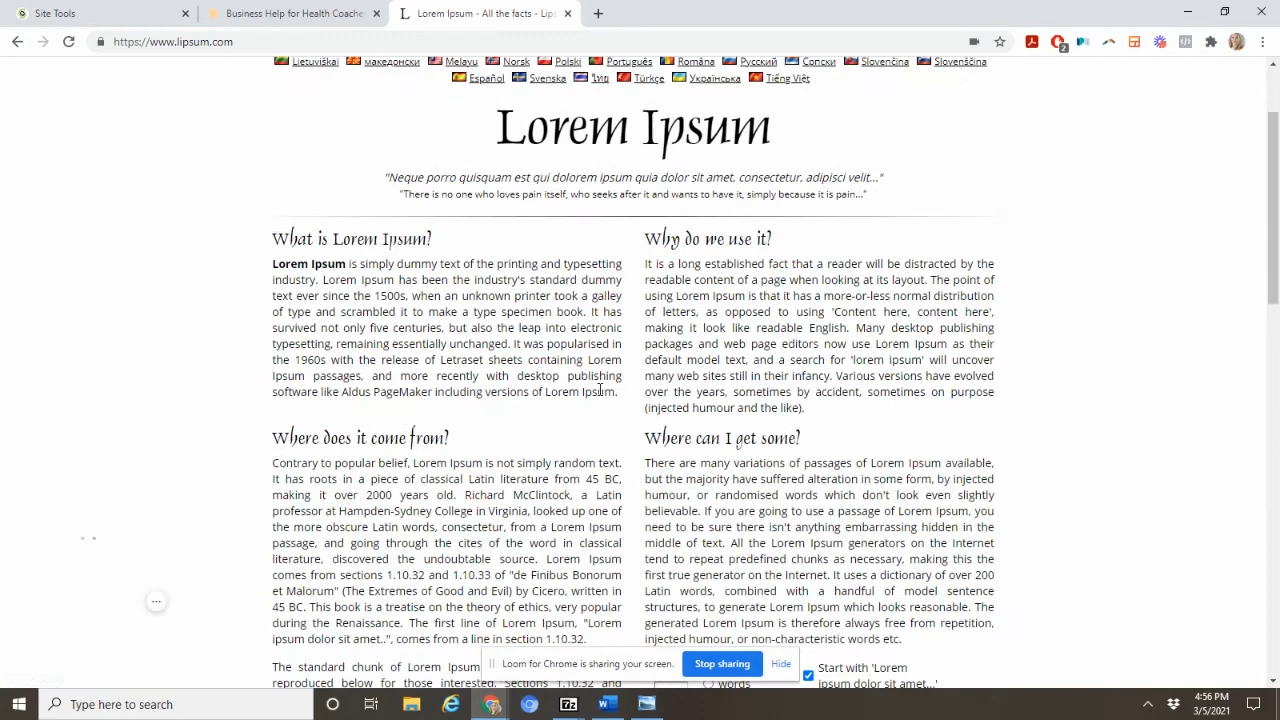 Site Tools
Business Help for Health Coache
Lorem Ipsum - All the facts - Lips
https://www.lipsum.com
2
Lietuviškai македонски Melayu Norsk Polski Português Româna Русский Српски Slovenčina Slovenščina
Español Svenska ไทย Türkçe Українська Tiếng Việt
Lorem Ipsum
"Neque porro quisquam est qui dolorem ipsum quia dolor sit amet, consectetur, adipisci velit..."
"There is no one who loves pain itself, who seeks after it and wants to have it, simply because it is pain..."
What is Lorem Ipsum?
Lorem Ipsum is simply dummy text of the printing and typesetting
industry. Lorem Ipsum has been the industry's standard dummy
text ever since the 1500s, when an unknown printer took a galley
of type and scrambled it to make a type specimen book. It has
survived not only five centuries, but also the leap into electronic
typesetting, remaining essentially unchanged. It was popularised in
the 1960s with the release of Letraset sheets containing Lorem
Ipsum passages, and more recently with desktop publishing
software like Aldus PageMaker including versions of Lorem Ipsum.
Why do we use it?
It is a long established fact that a reader will be distracted by the
readable content of a page when looking at its layout. The point of
using Lorem Ipsum is that it has a more-or-less normal distribution
of letters, as opposed to using 'Content here, content here',
making it look like readable English. Many desktop publishing
packages and web page editors now use Lorem Ipsum as their
default model text, and a search for 'lorem ipsum' will uncover
many web sites still in their infancy. Various versions have evolved
over the years, sometimes by accident, sometimes on purpose
(injected humour and the like).
Where does it come from?
Contrary to popular belief, Lorem Ipsum is not simply random text.
It has roots in a piece of classical Latin literature from 45 BC,
making it over 2000 years old. Richard McClintock, a Latin
professor at Hampden-Sydney College in Virginia, looked up one of
the more obscure Latin words, consectetur, from a Lorem Ipsum
passage, and going through the cites of the word in classical
literature, discovered the undoubtable source. Lorem Ipsum
comes from sections 1.10.32 and 1.10.33 of "de Finibus Bonorum
et Malorum" (The Extremes of Good and Evil) by Cicero, written in
45 BC. This book is a treatise on the theory of ethics, very popular
during the Renaissance. The first line of Lorem Ipsum, "Lorem
ipsum dolor sit amet..", comes from a line in section 1.10.32.
The standard chunk of Lorem Ipsum
reproduced below for those interested. Sections 1.10.32 and
Where can I get some?
There are many variations of passages of Lorem Ipsum available,
but the majority have suffered alteration in some form, by injected
humour, or randomised words which don't look even slightly
believable. If you are going to use a passage of Lorem Ipsum, you
need to be sure there isn't anything embarrassing hidden in the
middle of text. All the Lorem Ipsum generators on the Internet
tend to repeat predefined chunks as necessary, making this the
first true generator on the Internet. It uses a dictionary of over 200
Latin words, combined with a handful of model sentence
structures, to generate Lorem Ipsum which looks reasonable. The
generated Lorem Ipsum is therefore always free from repetition,
injected humour, or non-characteristic words etc.
words
Start with 'Lorem
ipsum dolor sit amet...'
Loom for Chrome is sharing your screen. Stop sharing Hide
Type here to search
7z
4:56 PM
3/5/2021